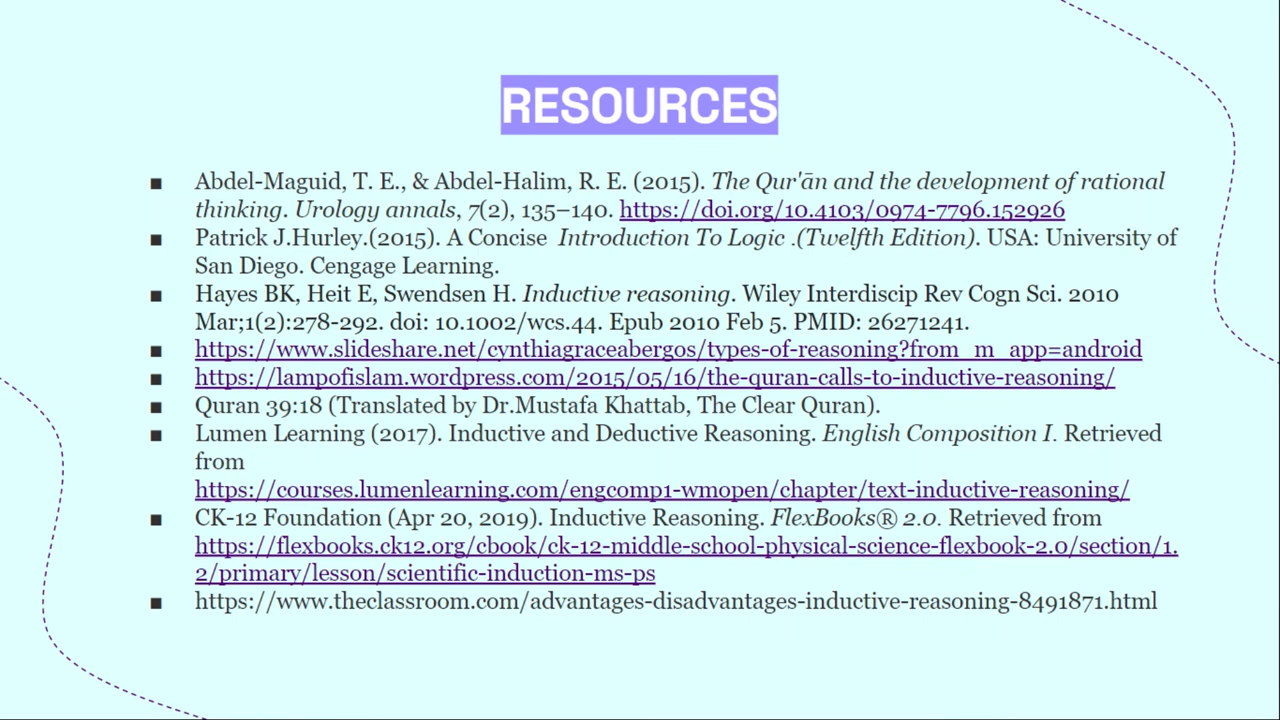 RESOURCES
▪ Abdel-Maguid, T. E., & Abdel-Halim, R. E. (2015). The Qur'ān and the development of rational
thinking. Urology annals, 7(2), 135–140. https://doi.org/10.4103/0974-7796.152926
▪ Patrick J.Hurley.(2015). A Concise Introduction To Logic .(Twelfth Edition). USA: University of
San Diego. Cengage Learning.
▪ Hayes BK, Heit E, Swendsen H. Inductive reasoning. Wiley Interdiscip Rev Cogn Sci. 2010
Mar;1(2):278-292. doi: 10.1002/wcs.44. Epub 2010 Feb 5. PMID: 26271241.
▪ https://www.slideshare.net/cynthiagraceabergos/types-of-reasoning?from_m_app=android
▪ https://lampofislam.wordpress.com/2015/05/16/the-quran-calls-to-inductive-reasoning/
▪ Quran 39:18 (Translated by Dr.Mustafa Khattab, The Clear Quran).
▪ Lumen Learning (2017). Inductive and Deductive Reasoning. English Composition I. Retrieved
from
https://courses.lumenlearning.com/engcomp1-wmopen/chapter/text-inductive-reasoning/
▪ CK-12 Foundation (Apr 20, 2019). Inductive Reasoning. FlexBooks® 2.0. Retrieved from
https://flexbooks.ck12.org/cbook/ck-12-middle-school-physical-science-flexbook-2.0/section/1.
2/primary/lesson/scientific-induction-ms-ps
▪ https://www.theclassroom.com/advantages-disadvantages-inductive-reasoning-8491871.html